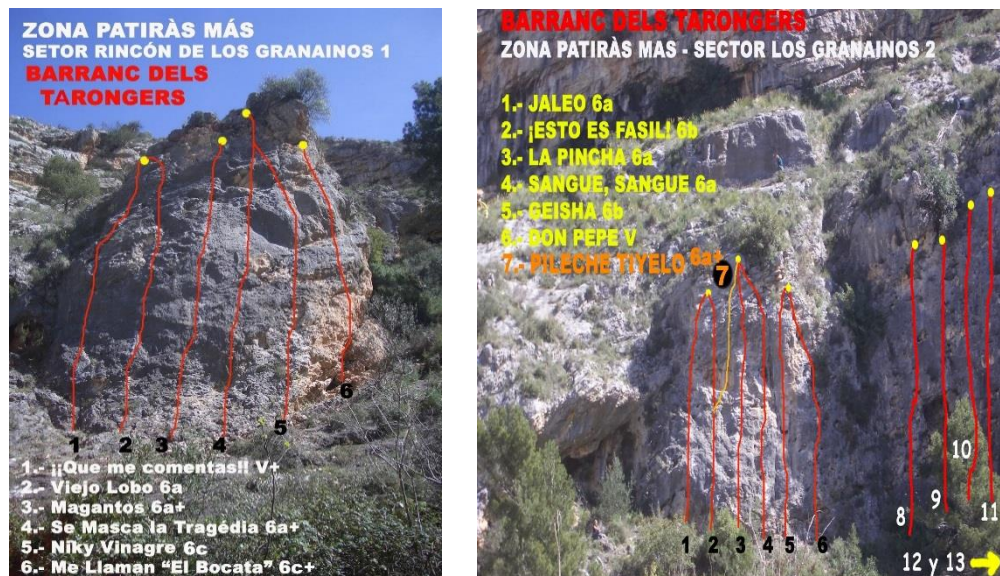 ZONA PATIRÀS MÁS
SETOR RINCÓN DE LOS GRANAINOS 1
BARRANC DELS
TARONGERS
1
2
3
4
5
6
1.- ¡¡Que me comentas!! V+
2.- Viejo Lobo 6a
3.- Magantos 6a+
4.- Se Masca la Tragédia 6a+
5.- Níky Vinagre 6c
6.- Me Llaman "El Bocata" 6c+
BARRANC DELS TARONGERS
ZONA PATIRÀS MAS - SECTOR LOS GRANAINOS 2
1.- JALEO 6a
2.- ¡ESTO ES FASIL! 6b
3.- LA PINCHA 6a
4.- SANGUE, SANGUE 6a
5.- GEISHA 6b
6.- DON PEPE V
7.- PILECHE TIYELO 6a+
7
1
2
3
4
5
6
8
9
10
11
12 y 13